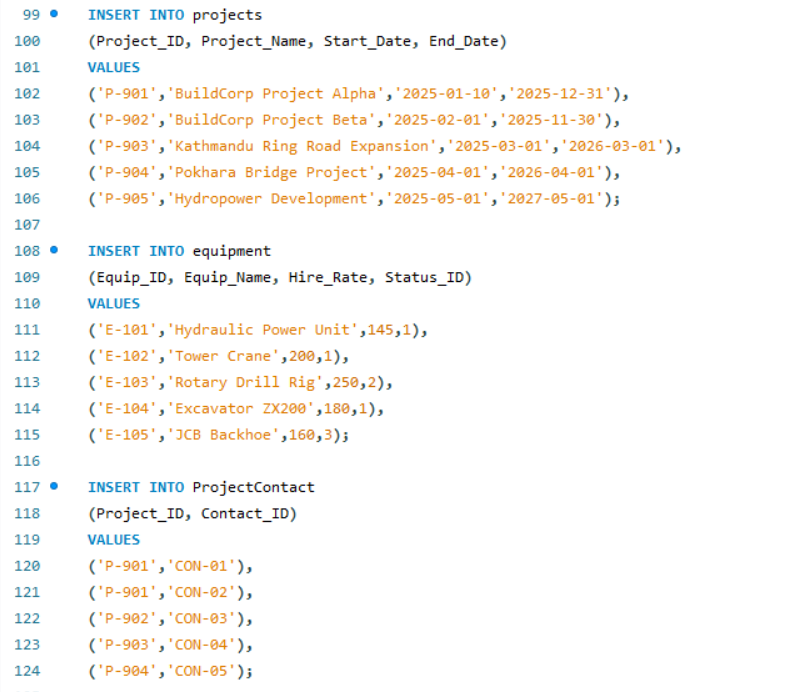 99 INSERT INTO projects
100 (Project_ID, Project_Name, Start_Date, End_Date)
101 VALUES
102 ('P-901','BuildCorp Project Alpha','2025-01-10','2025-12-31'),
103 ('P-902','BuildCorp Project Beta','2025-02-01','2025-11-30'),
104 ('P-903','Kathmandu Ring Road Expansion','2025-03-01','2026-03-01'),
105 ('P-904','Pokhara Bridge Project','2025-04-01','2026-04-01'),
106 ('P-905','Hydropower Development','2025-05-01','2027-05-01');
107
108 INSERT INTO equipment
109 (Equip_ID, Equip_Name, Hire_Rate, Status_ID)
110 VALUES
111 ('E-101','Hydraulic Power Unit',145,1),
112 ('E-102','Tower Crane',200,1),
113 ('E-103','Rotary Drill Rig',250,2),
114 ('E-104','Excavator ZX200',180,1),
115 ('E-105','JCB Backhoe',160,3);
116
117 INSERT INTO ProjectContact
118 (Project_ID, Contact_ID)
119 VALUES
120 ('P-901','CON-01'),
121 ('P-901','CON-02'),
122 ('P-902','CON-03'),
123 ('P-903','CON-04'),
124 ('P-904','CON-05');